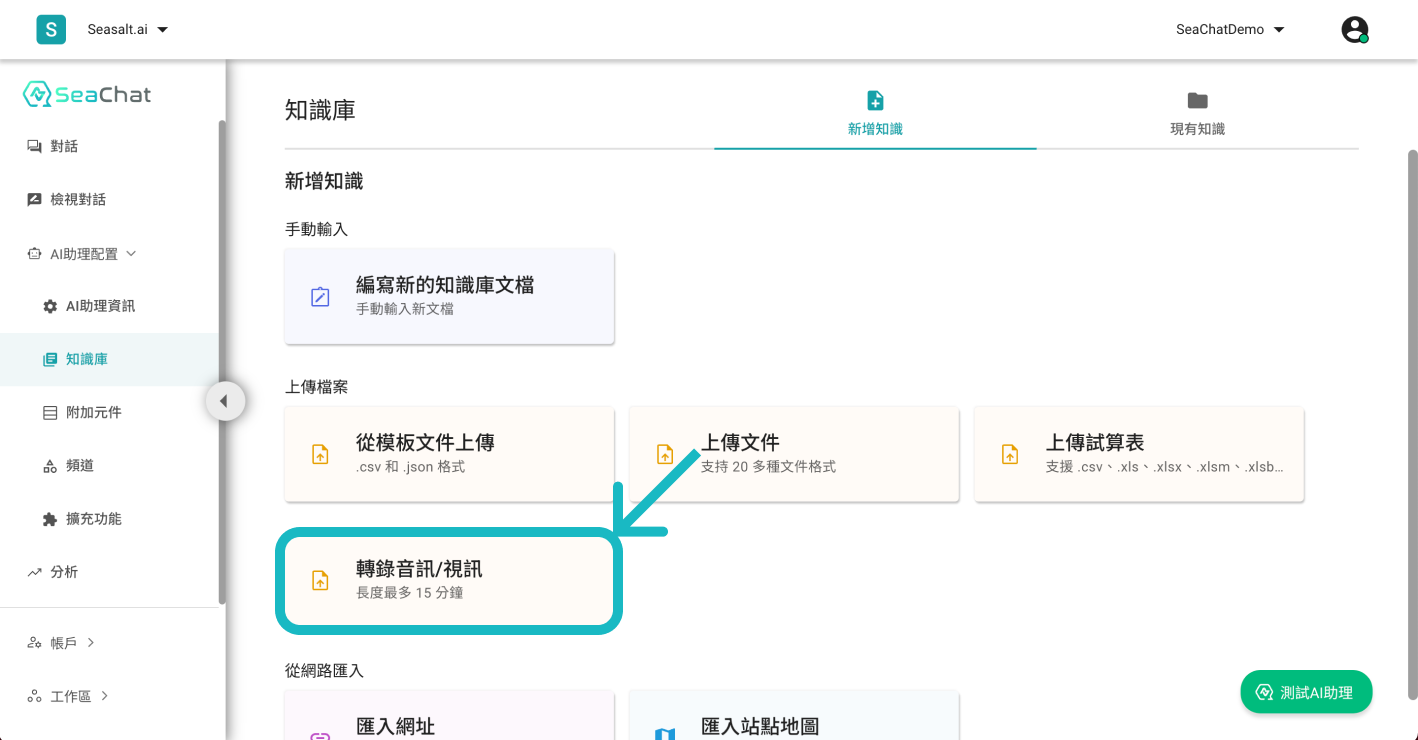 S
Seasalt.ai
SeaChatDemo
SeaChat
對話
檢視對話
AI助理配置
AI助理資訊
知識庫
附加元件
頻道
擴充功能
分析
帳戶
工作區
知識庫
新增知識
現有知識
新增知識
手動輸入
編寫新的知識庫文檔
手動輸入新文檔
上傳檔案
從模板文件上傳
.csv 和 .json 格式
上傳文件
支持 20 多種文件格式
上傳試算表
支援 .csv、.xls、.xlsx、.xlsm、.xlsb…
轉錄音訊/視訊
長度最多 15 分鐘
從網路匯入
匯入網址
匯入站點地圖
測試AI助理